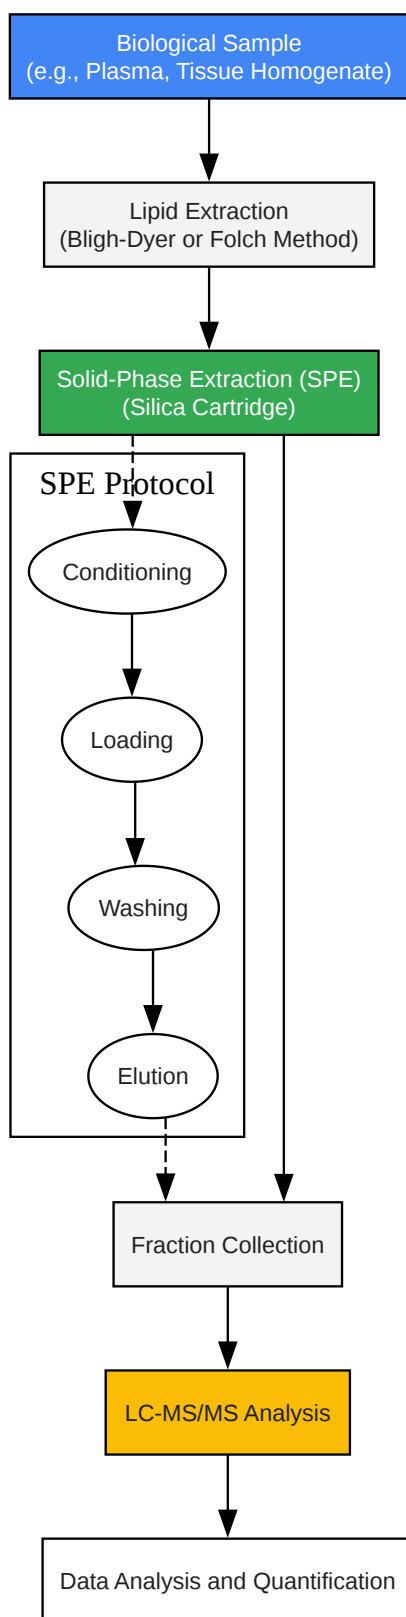 Biological Sample
(e.g., Plasma, Tissue Homogenate)
Lipid Extraction
(Bligh-Dyer or Folch Method)
Solid-Phase Extraction (SPE)
(Silica Cartridge)
SPE Protocol
Conditioning
Loading
Washing
Elution
Fraction Collection
LC-MS/MS Analysis
Data Analysis and Quantification